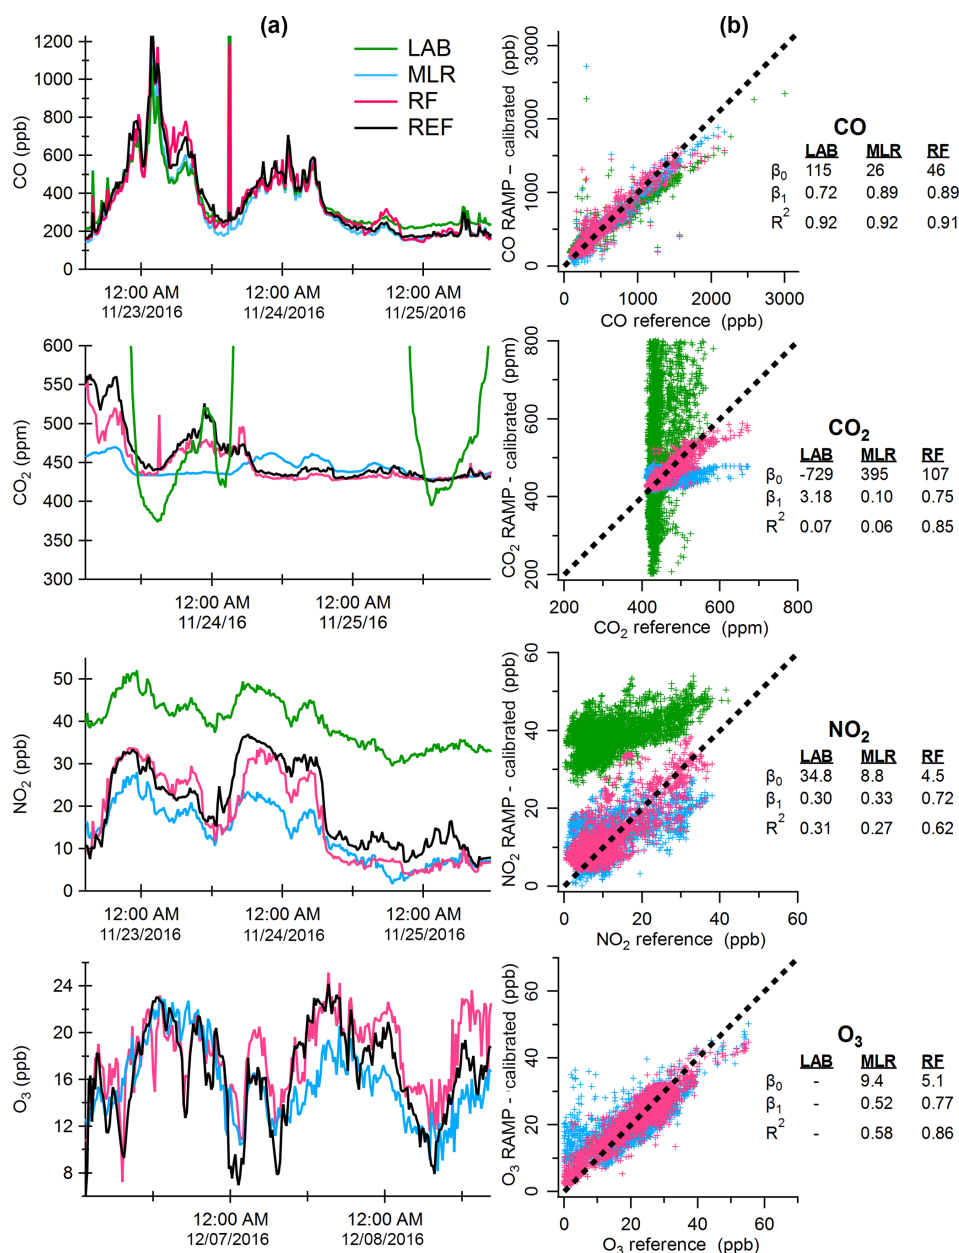 (a)
(b)
LAB
MLR
RF
REF
CO (ppb)
1200
1000
800
600
400
200
0
12:00 AM 12:00 AM 12:00 AM
11/23/2016 11/24/2016 11/25/2016
CO RAMP - calibrated (ppb)
3000
2000
1000
0
0 1000 2000 3000
CO reference (ppb)
CO
LAB MLR RF
β0 115 26 46
β1 0.72 0.89 0.89
R2 0.92 0.92 0.91
CO2 (ppm)
600
550
500
450
400
350
300
12:00 AM 12:00 AM
11/24/16 11/25/16
CO2 RAMP - calibrated (ppm)
800
600
400
200
200 400 600 800
CO2 reference (ppm)
CO2
LAB MLR RF
β0 -729 395 107
β1 3.18 0.10 0.75
R2 0.07 0.06 0.85
NO2 (ppb)
50
40
30
20
10
0
12:00 AM 12:00 AM 12:00 AM
11/23/2016 11/24/2016 11/25/2016
NO2 RAMP - calibrated (ppb)
60
40
20
0
0 20 40 60
NO2 reference (ppb)
NO2
LAB MLR RF
β0 34.8 8.8 4.5
β1 0.30 0.33 0.72
R2 0.31 0.27 0.62
O3 (ppb)
24
20
16
12
8
12:00 AM 12:00 AM
12/07/2016 12/08/2016
O3 RAMP - calibrated (ppb)
60
40
20
0
0 20 40 60
O3 reference (ppb)
O3
LAB MLR RF
β0 - 9.4 5.1
β1 - 0.52 0.77
R2 - 0.58 0.86